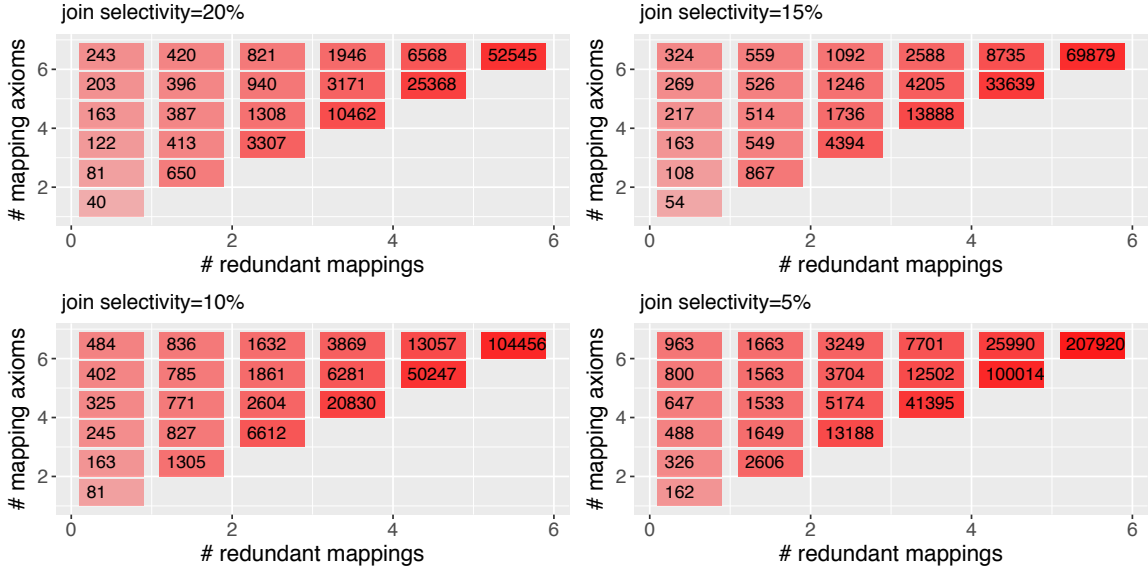 join selectivity=20%
243 420 821 1946 6568 52545
203 396 940 3171 25368
163 387 1308 10462
122 413 3307
81 650
40
# mapping axioms
6
4
2
0 2 4 6
# redundant mappings
join selectivity=15%
324 559 1092 2588 8735 69879
269 526 1246 4205 33639
217 514 1736 13888
163 549 4394
108 867
54
# mapping axioms
6
4
2
0 2 4 6
# redundant mappings
join selectivity=10%
484 836 1632 3869 13057 104456
402 785 1861 6281 50247
325 771 2604 20830
245 827 6612
163 1305
81
# mapping axioms
6
4
2
0 2 4 6
# redundant mappings
join selectivity=5%
963 1663 3249 7701 25990 207920
800 1563 3704 12502 100014
647 1533 5174 41395
488 1649 13188
326 2606
162
# mapping axioms
6
4
2
0 2 4 6
# redundant mappings